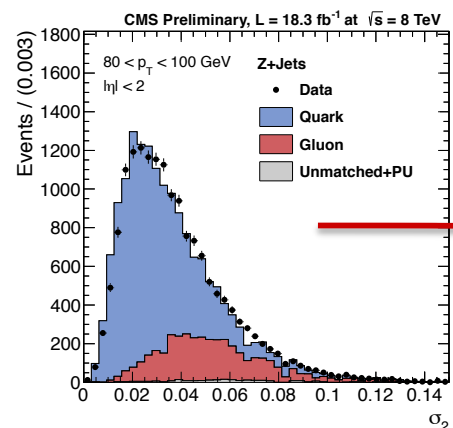 CMS Preliminary, L = 18.3 fb⁻¹ at √s = 8 TeV
Events / (0.003)
1800
1600
1400
1200
1000
800
600
400
200
0
80 < p_T < 100 GeV
|η| < 2
Z+Jets
Data
Quark
Gluon
Unmatched+PU
0 0.02 0.04 0.06 0.08 0.1 0.12 0.14
σ₂